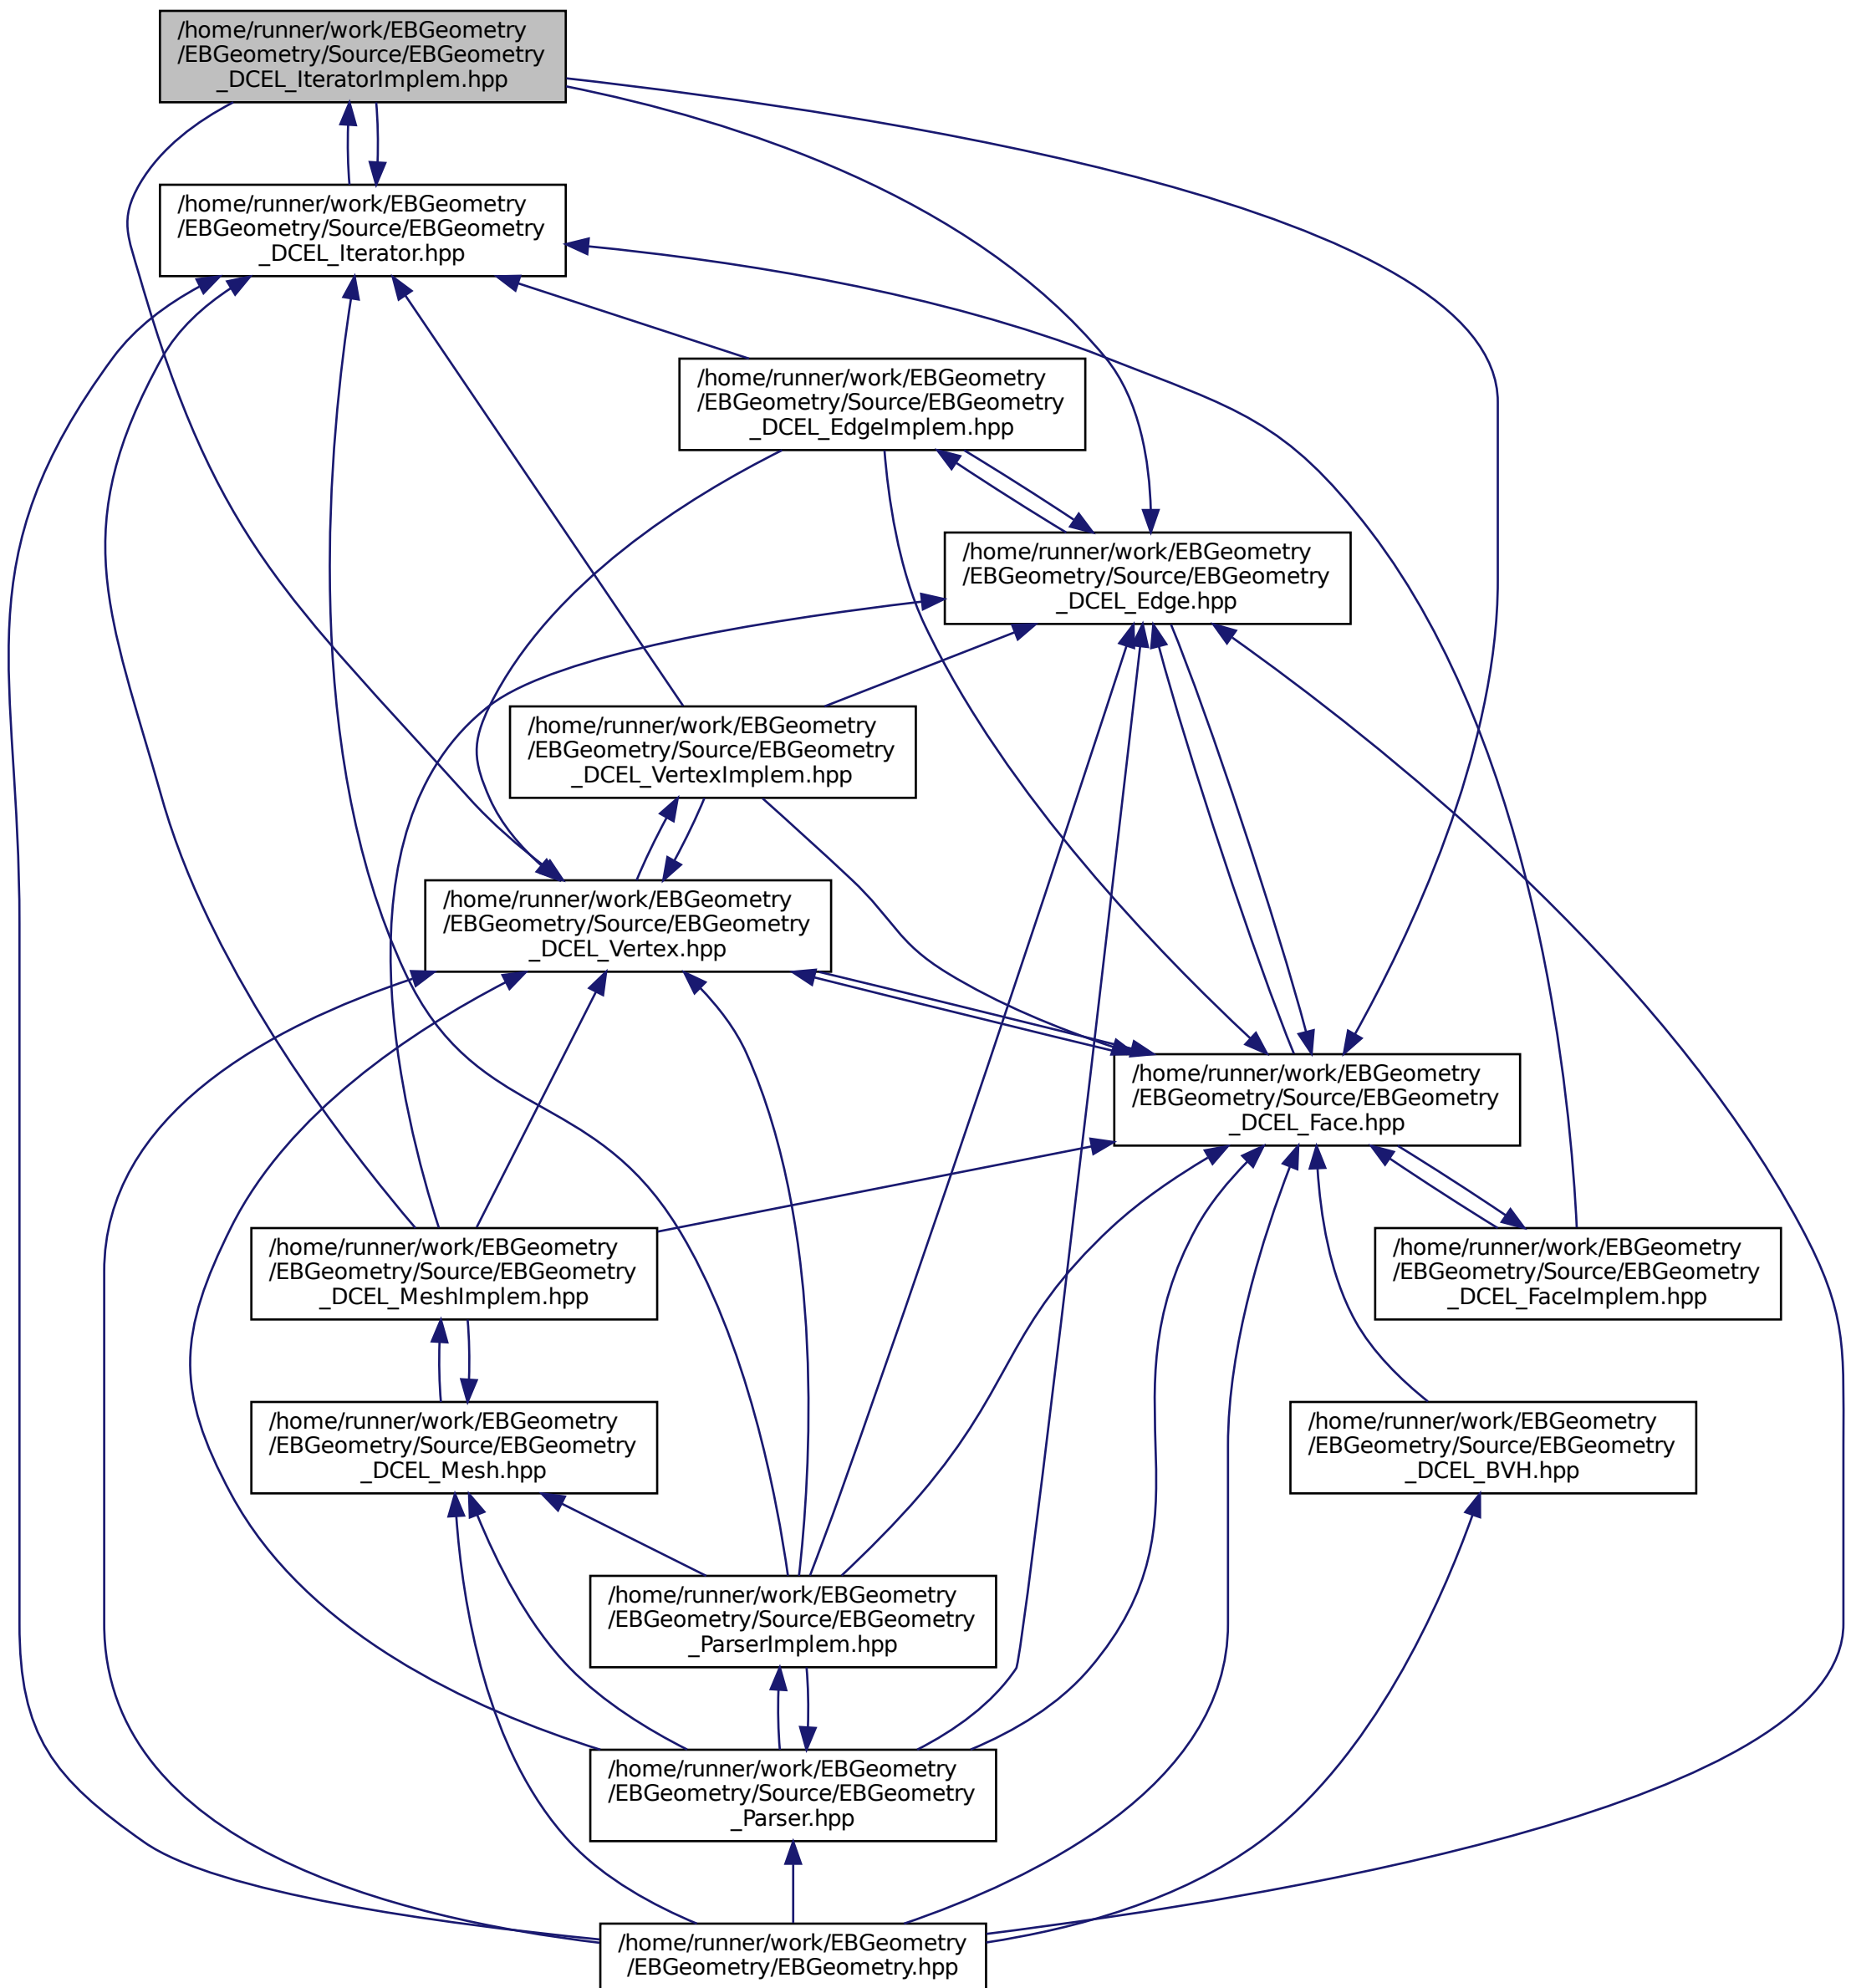 /home/runner/work/EBGeometry
/EBGeometry/Source/EBGeometry
_DCEL_IteratorImplem.hpp
/home/runner/work/EBGeometry
/EBGeometry/Source/EBGeometry
_DCEL_Iterator.hpp
/home/runner/work/EBGeometry
/EBGeometry/Source/EBGeometry
_DCEL_EdgeImplem.hpp
/home/runner/work/EBGeometry
/EBGeometry/Source/EBGeometry
_DCEL_Edge.hpp
/home/runner/work/EBGeometry
/EBGeometry/Source/EBGeometry
_DCEL_VertexImplem.hpp
/home/runner/work/EBGeometry
/EBGeometry/Source/EBGeometry
_DCEL_Vertex.hpp
/home/runner/work/EBGeometry
/EBGeometry/Source/EBGeometry
_DCEL_Face.hpp
/home/runner/work/EBGeometry
/EBGeometry/Source/EBGeometry
_DCEL_MeshImplem.hpp
/home/runner/work/EBGeometry
/EBGeometry/Source/EBGeometry
_DCEL_FaceImplem.hpp
/home/runner/work/EBGeometry
/EBGeometry/Source/EBGeometry
_DCEL_Mesh.hpp
/home/runner/work/EBGeometry
/EBGeometry/Source/EBGeometry
_DCEL_BVH.hpp
/home/runner/work/EBGeometry
/EBGeometry/Source/EBGeometry
_ParserImplem.hpp
/home/runner/work/EBGeometry
/EBGeometry/Source/EBGeometry
_Parser.hpp
/home/runner/work/EBGeometry
/EBGeometry/EBGeometry.hpp